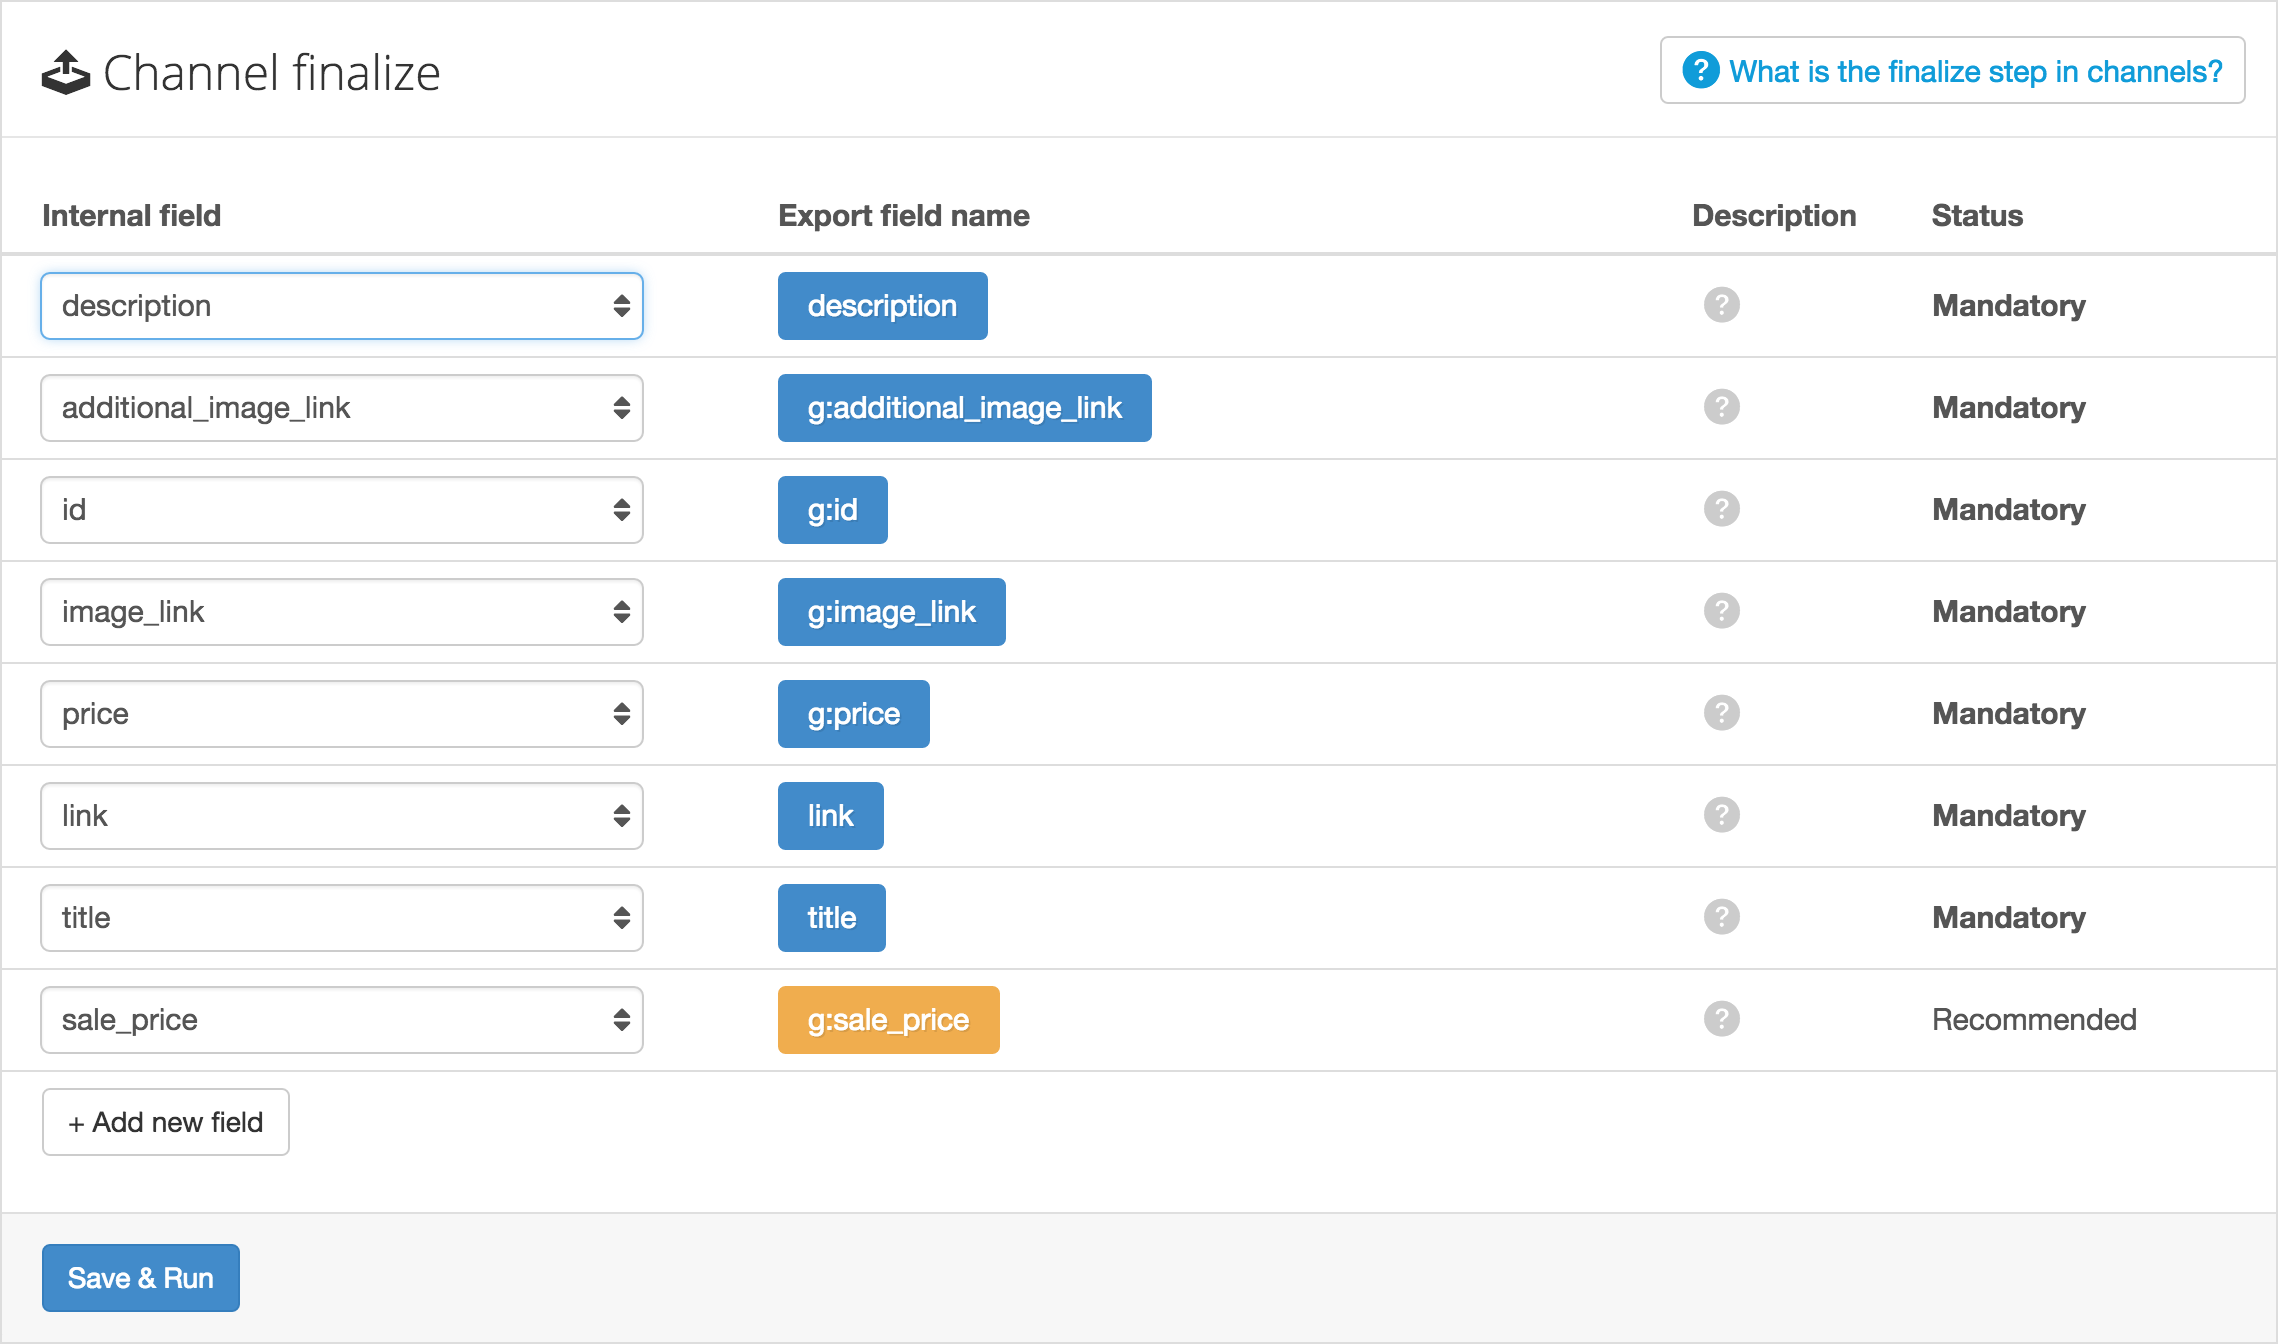 Channel finalize
? What is the finalize step in channels?
Internal field Export field name Description Status
description description ? Mandatory
additional_image_link g:additional_image_link ? Mandatory
id g:id ? Mandatory
image_link g:image_link ? Mandatory
price g:price ? Mandatory
link link ? Mandatory
title title ? Mandatory
sale_price g:sale_price ? Recommended
+ Add new field
Save & Run